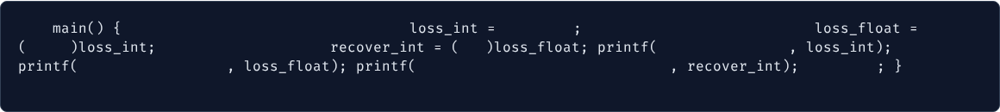 main() { loss_int = ; loss_float =
( )loss_int; recover_int = ( )loss_float; printf( , loss_int);
printf( , loss_float); printf( , recover_int); ; }